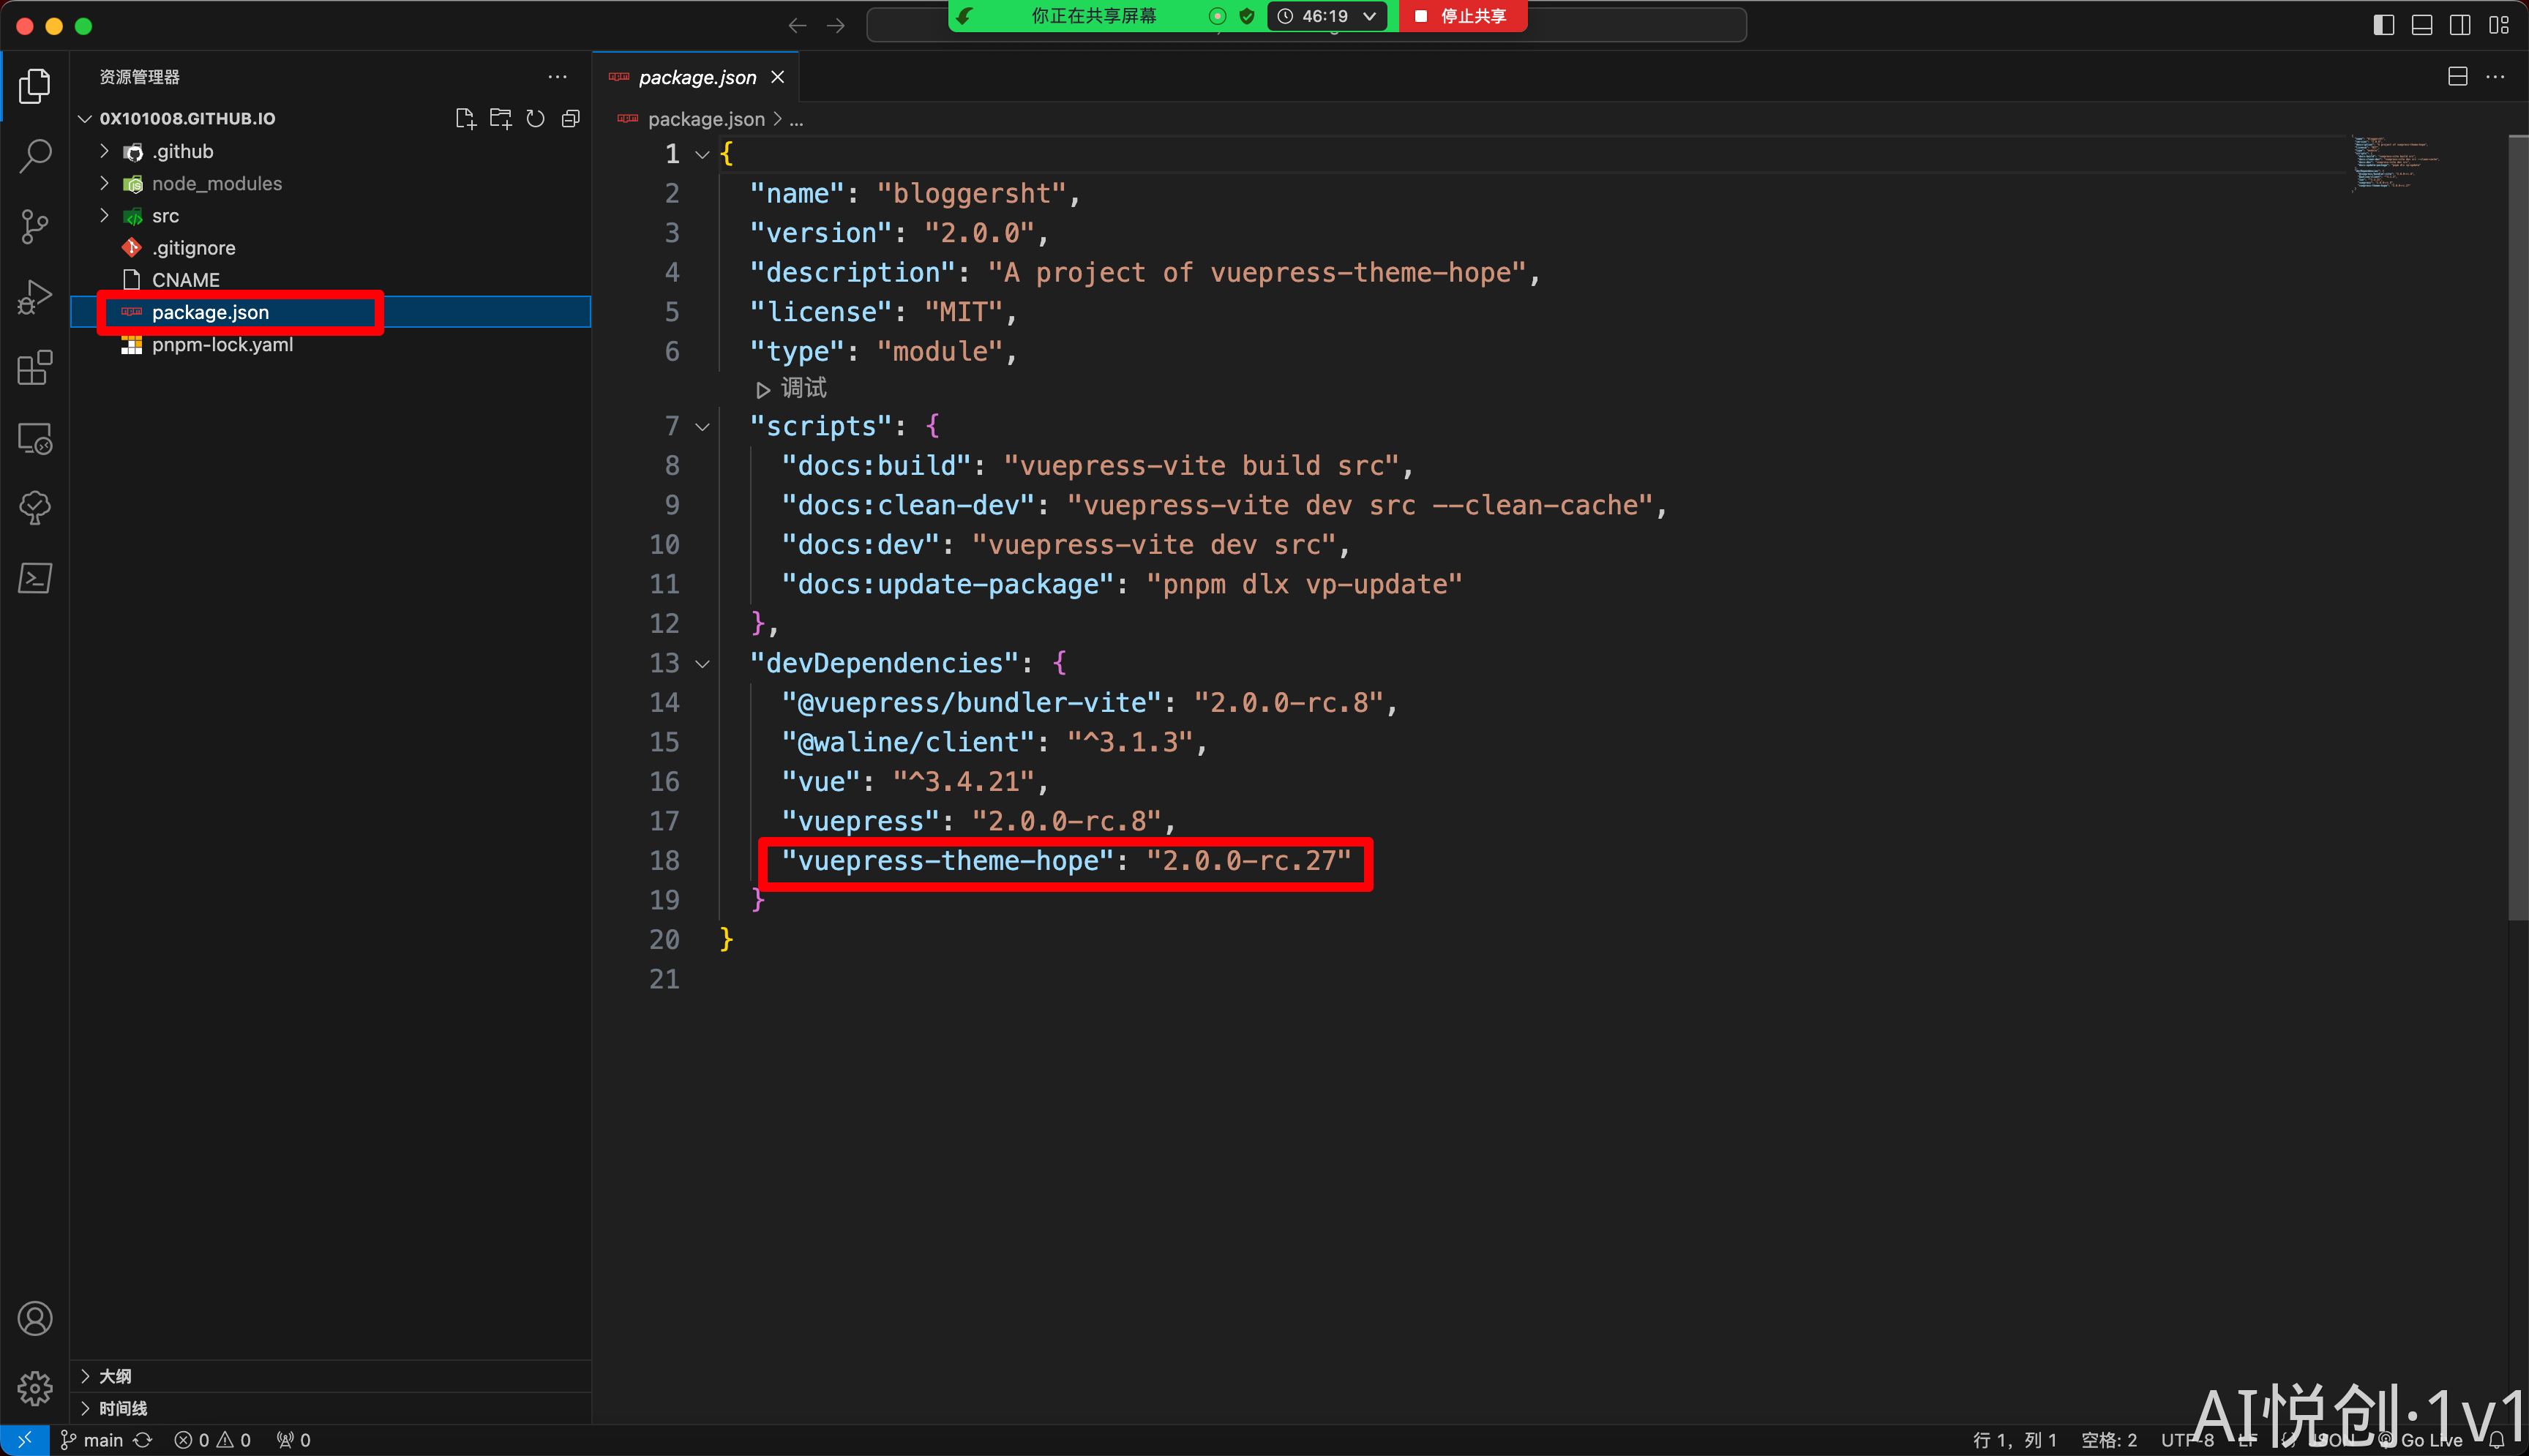 你正在共享屏幕
46:19
停止共享
资源管理器
package.json
0X101008.GITHUB.IO
package.json > ...
.github
node_modules
src
.gitignore
CNAME
package.json
pnpm-lock.yaml
1 {
2 "name": "bloggersht",
3 "version": "2.0.0",
4 "description": "A project of vuepress-theme-hope",
5 "license": "MIT",
6 "type": "module",
调试
7 "scripts": {
8 "docs:build": "vuepress-vite build src",
9 "docs:clean-dev": "vuepress-vite dev src --clean-cache",
10 "docs:dev": "vuepress-vite dev src",
11 "docs:update-package": "pnpm dlx vp-update"
12 },
13 "devDependencies": {
14 "@vuepress/bundler-vite": "2.0.0-rc.8",
15 "@waline/client": "^3.1.3",
16 "vue": "^3.4.21",
17 "vuepress": "2.0.0-rc.8",
18 "vuepress-theme-hope": "2.0.0-rc.27"
19 }
20 }
21
大纲
时间线
AI悦创·1v1
main
0
0
0
行 1，列 1
空格: 2
UTF-8
LF
{} JSON
Go Live